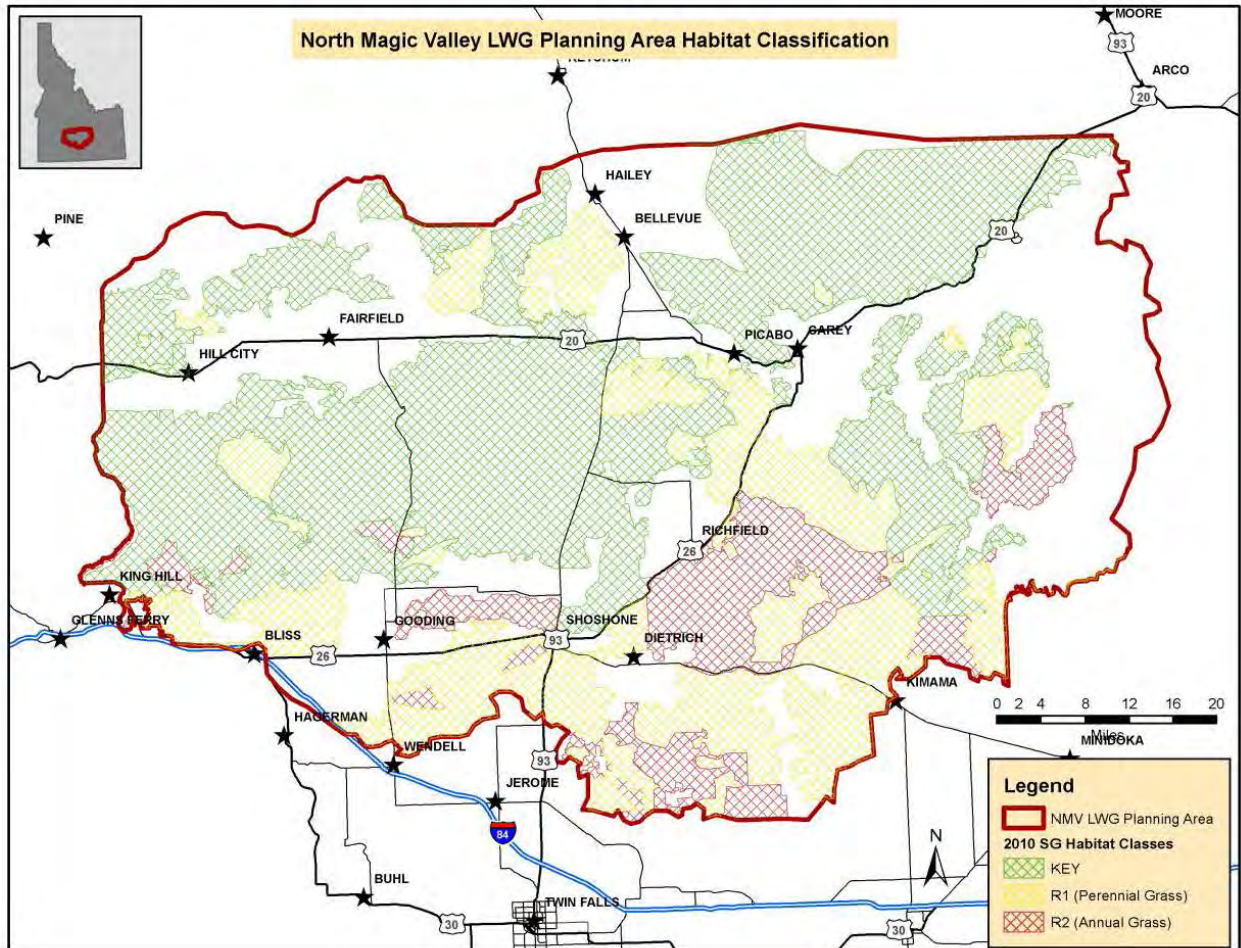 North Magic Valley LWG Planning Area Habitat Classification
MOORE
93
ARCO
20
HAILEY
PINE
BELLEVUE
20
FAIRFIELD
20
PICABO
CAREY
HILL CITY
RICHFIELD
26
KING HILL
GLENNS FERRY
GOODING
SHOSHONE
93
DIETRICH
BLISS
26
KIMAMA
0 2 4 8 12 16 20
Miles
HAGERMAN
MINIDOKA
WENDELL
93
JEROME
84
N
BUHL
TWIN FALLS
30
30
Legend
NMV LWG Planning Area
2010 SG Habitat Classes
KEY
R1 (Perennial Grass)
R2 (Annual Grass)